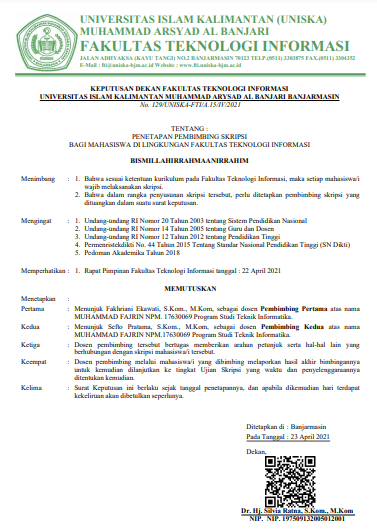 UNIVERSITAS ISLAM KALIMANTAN (UNISKA)
MUHAMMAD ARSYAD AL BANJARI
FAKULTAS TEKNOLOGI INFORMASI
JALAN ADHYAKSA (KAYU TANGI) NO.2 BANJARMASIN 70123 TELP.(0511) 3303875 FAX.(0511) 3304352
E-Mail : fti@uniska-bjm.ac.id Website : fti.uniska-bjm.ac.id
KEPUTUSAN DEKAN FAKULTAS TEKNOLOGI INFORMASI
UNIVERSITAS ISLAM KALIMANTAN MUHAMMAD ARYSAD AL BANJARI BANJARMASIN
No. 129/UNISKA-FTI/A.15/IV/2021
TENTANG :
PENETAPAN PEMBIMBING SKRIPSI
BAGI MAHASISWA DI LINGKUNGAN FAKULTAS TEKNOLOGI INFORMASI
BISMILLAHIRRAHMAANIRRAHIM
Menimbang : 1. Bahwa sesuai ketentuan kurikulum pada Fakultas Teknologi Informasi, maka setiap mahasiswa/i
wajib melaksanakan skripsi.
2. Bahwa dalam rangka penyusunan skripsi tersebut, perlu ditetapkan pembimbing skripsi yang
dituangkan dalam suatu surat keputusan.
Mengingat : 1. Undang-undang RI Nomor 20 Tahun 2003 tentang Sistem Pendidikan Nasional
2. Undang-undang RI Nomor 14 Tahun 2005 tentang Guru dan Dosen
3. Undang-undang RI Nomor 12 Tahun 2012 tentang Pendidikan Tinggi
4. Permenristekdikti No. 44 Tahun 2015 Tentang Standar Nasional Pendidikan Tinggi (SN Dikti)
5. Pedoman Akademika Tahun 2018
Memperhatikan : 1. Rapat Pimpinan Fakultas Teknologi Informasi tanggal : 22 April 2021
MEMUTUSKAN
Menetapkan :
Pertama : Menunjuk Fakhriani Ekawati, S.Kom., M.Kom, sebagai dosen Pembimbing Pertama atas nama
MUHAMMAD FAJRIN NPM. 17630069 Program Studi Teknik Informatika.
Kedua : Menunjuk Sefto Pratama, S.Kom., M.Kom, sebagai dosen Pembimbing Kedua atas nama
MUHAMMAD FAJRIN NPM.17630069 Program Studi Teknik Informatika.
Ketiga : Dosen pembimbing tersebut bertugas memberikan arahan petunjuk serta hal-hal lain yang
berhubungan dengan skripsi mahasiswa/i tersebut.
Keempat : Dosen pembimbing melalui mahasiswa/i yang dibimbing melaporkan hasil akhir bimbingannya
untuk kemudian dilanjutkan ke tingkat Ujian Skripsi yang waktu dan penyelenggaraannya
ditentukan kemudian.
Kelima : Surat Keputusan ini berlaku sejak tanggal penetapannya, dan apabila dikemudian hari terdapat
kekeliruan akan dibetulkan seperlunya.
Ditetapkan di : Banjarmasin
Pada Tanggal : 23 April 2021
Dekan,
Dr. Hj. Silvia Ratna, S.Kom., M.Kom
NIP. NIP. 197509132005012001